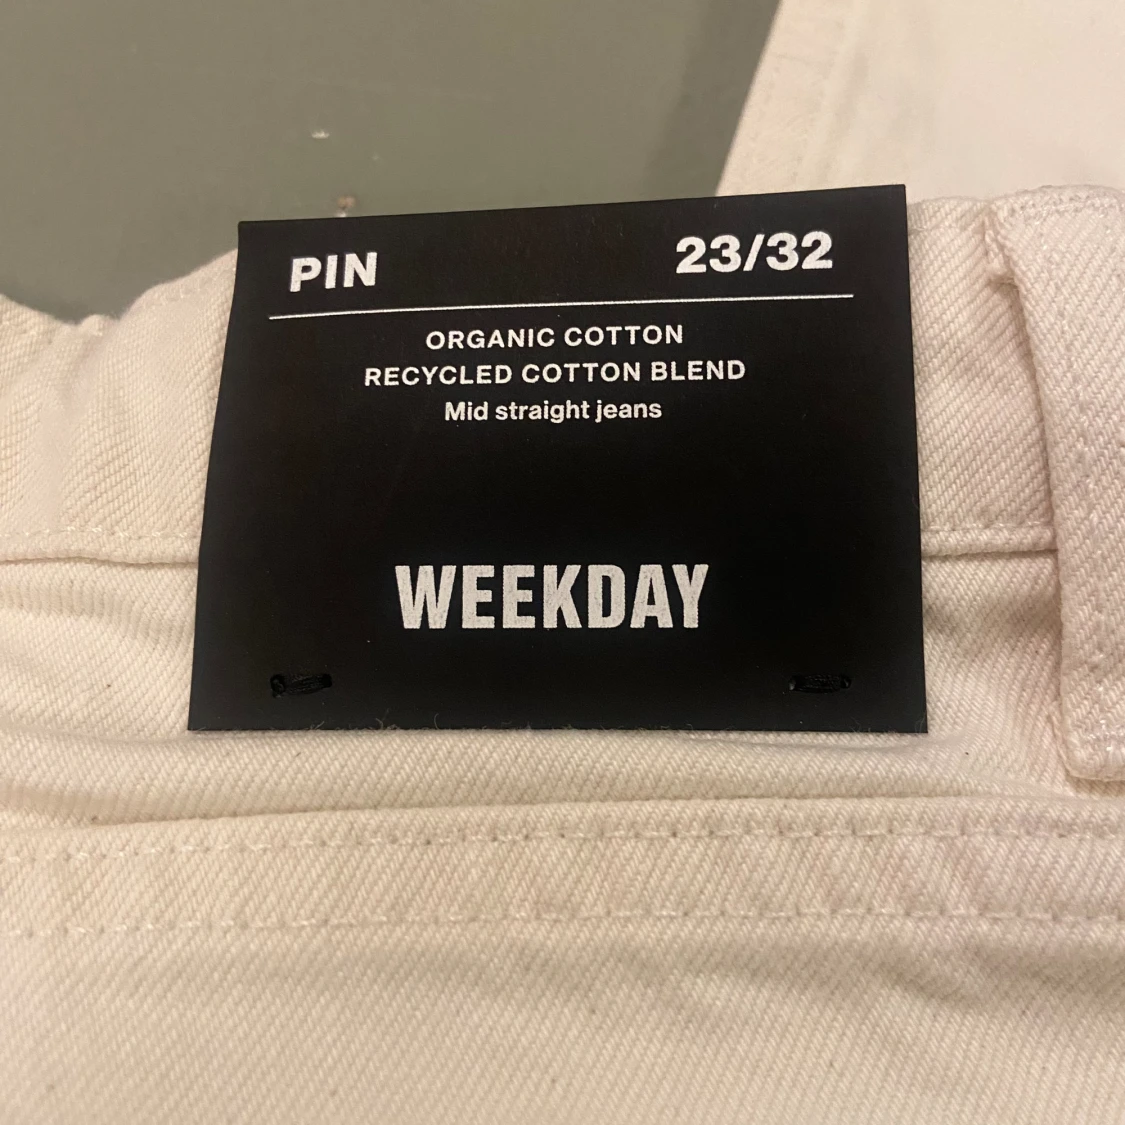 PIN
23/32
ORGANIC COTTON
RECYCLED COTTON BLEND
Mid straight jeans
WEEKDAY